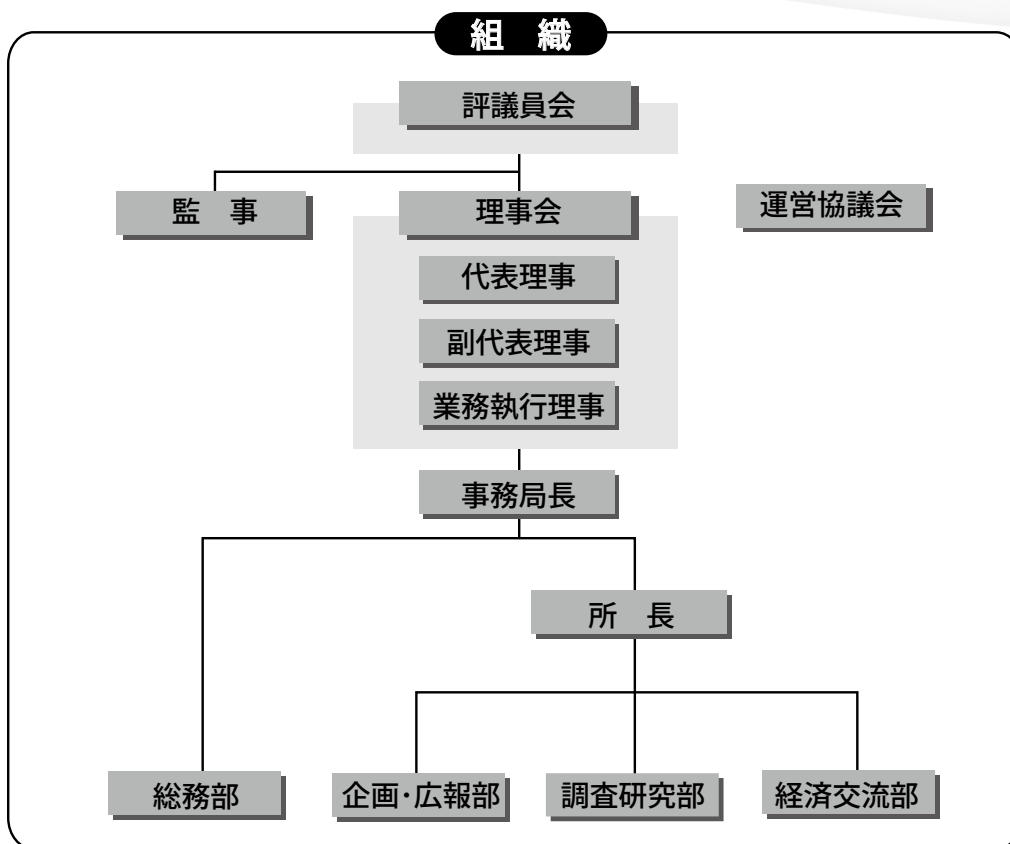 組　織
評議員会
監　事
理事会
運営協議会
代表理事
副代表理事
業務執行理事
事務局長
所　長
総務部
企画・広報部
調査研究部
経済交流部